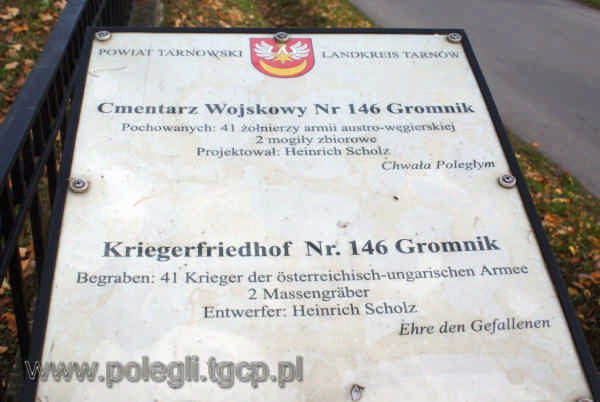 POWIAT TARNOWSKI LANDKREIS TARNÓW
Cmentarz Wojskowy Nr 146 Gromnik
Pochowanych: 41 żołnierzy armii austro-węgierskiej
2 mogiły zbiorowe
Projektował: Heinrich Scholz
Chwała Poległym
Kriegerfriedhof Nr. 146 Gromnik
Begraben: 41 Krieger der österreichisch-ungarischen Armee
2 Massengräber
Entwerfer: Heinrich Scholz
Ehre den Gefallenen
www.polegli.tgcp.pl